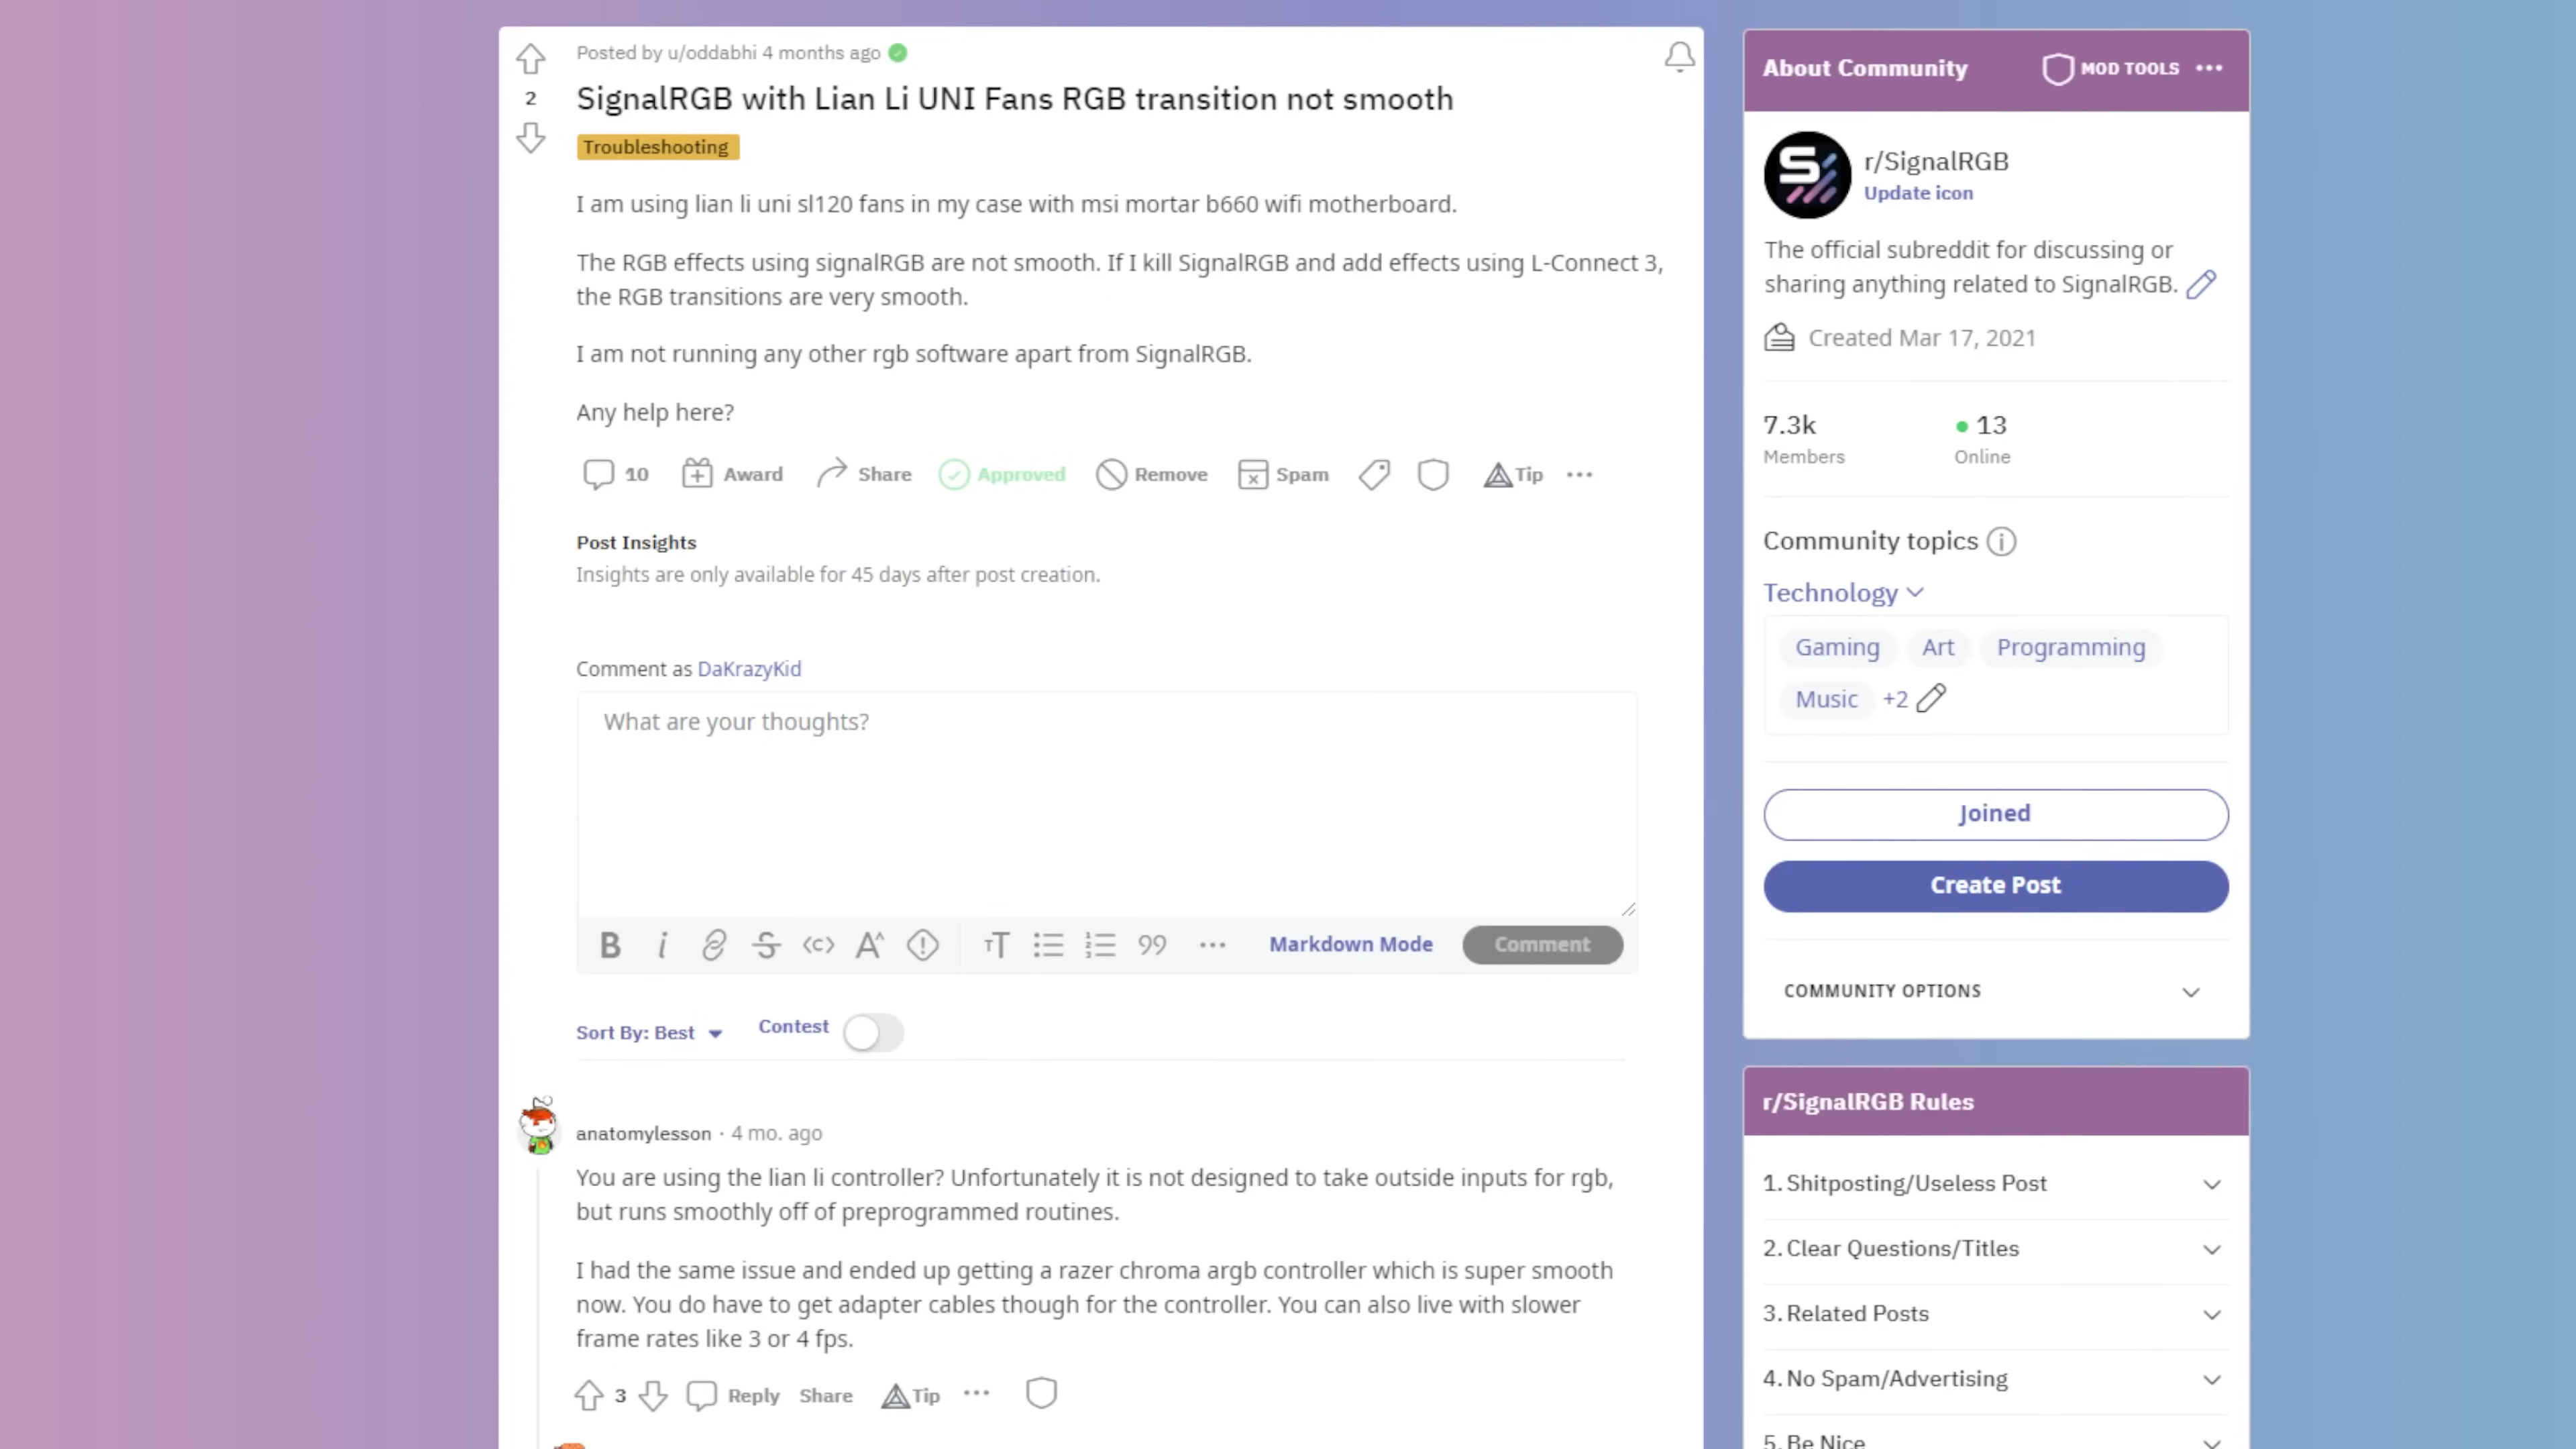 Posted by u/oddabhi 4 months ago
2
SignalRGB with Lian Li UNI Fans RGB transition not smooth
Troubleshooting
I am using lian li uni sl120 fans in my case with msi mortar b660 wifi motherboard.
The RGB effects using signalRGB are not smooth. If I kill SignalRGB and add effects using L-Connect 3,
the RGB transitions are very smooth.
I am not running any other rgb software apart from SignalRGB.
Any help here?
10 Award Share Approved Remove Spam Tip
Post Insights
Insights are only available for 45 days after post creation.
Comment as DaKrazyKid
What are your thoughts?
Markdown Mode Comment
Sort By: Best Contest
anatomylesson · 4 mo. ago
You are using the lian li controller? Unfortunately it is not designed to take outside inputs for rgb,
but runs smoothly off of preprogrammed routines.
I had the same issue and ended up getting a razer chroma argb controller which is super smooth
now. You do have to get adapter cables though for the controller. You can also live with slower
frame rates like 3 or 4 fps.
3 Reply Share Tip
About Community MOD TOOLS
r/SignalRGB
Update icon
The official subreddit for discussing or
sharing anything related to SignalRGB.
Created Mar 17, 2021
7.3k 13
Members Online
Community topics
Technology
Gaming Art Programming
Music +2
Joined
Create Post
COMMUNITY OPTIONS
r/SignalRGB Rules
1. Shitposting/Useless Post
2. Clear Questions/Titles
3. Related Posts
4. No Spam/Advertising
5. Be Nice